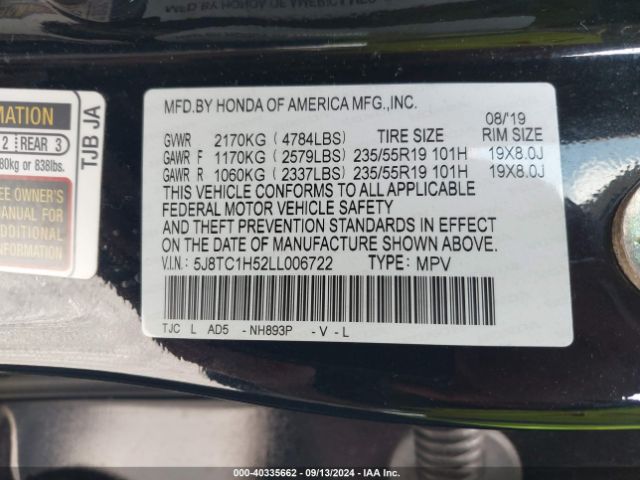 MFD.BY HONDA OF AMERICA MFG.,INC.
08/'19
GVWR 2170KG ( 4784LBS) TIRE SIZE RIM SIZE
GAWR F 1170KG ( 2579LBS) 235/55R19 101H 19X8.0J
GAWR R 1060KG ( 2337LBS) 235/55R19 101H 19X8.0J
THIS VEHICLE CONFORMS TO ALL APPLICABLE
FEDERAL MOTOR VEHICLE SAFETY
AND THEFT PREVENTION STANDARDS IN EFFECT
ON THE DATE OF MANUFACTURE SHOWN ABOVE.
V.I.N.: 5J8TC1H52LL006722 TYPE: MPV
TJC L AD5 - NH893P - V - L
MATION
2 REAR 3
80kg or 838lbs.
EE OWNER'S
MANUAL FOR
ADDITIONAL
FORMATION
TJB JA
000-40335662 - 09/13/2024 - IAA Inc.